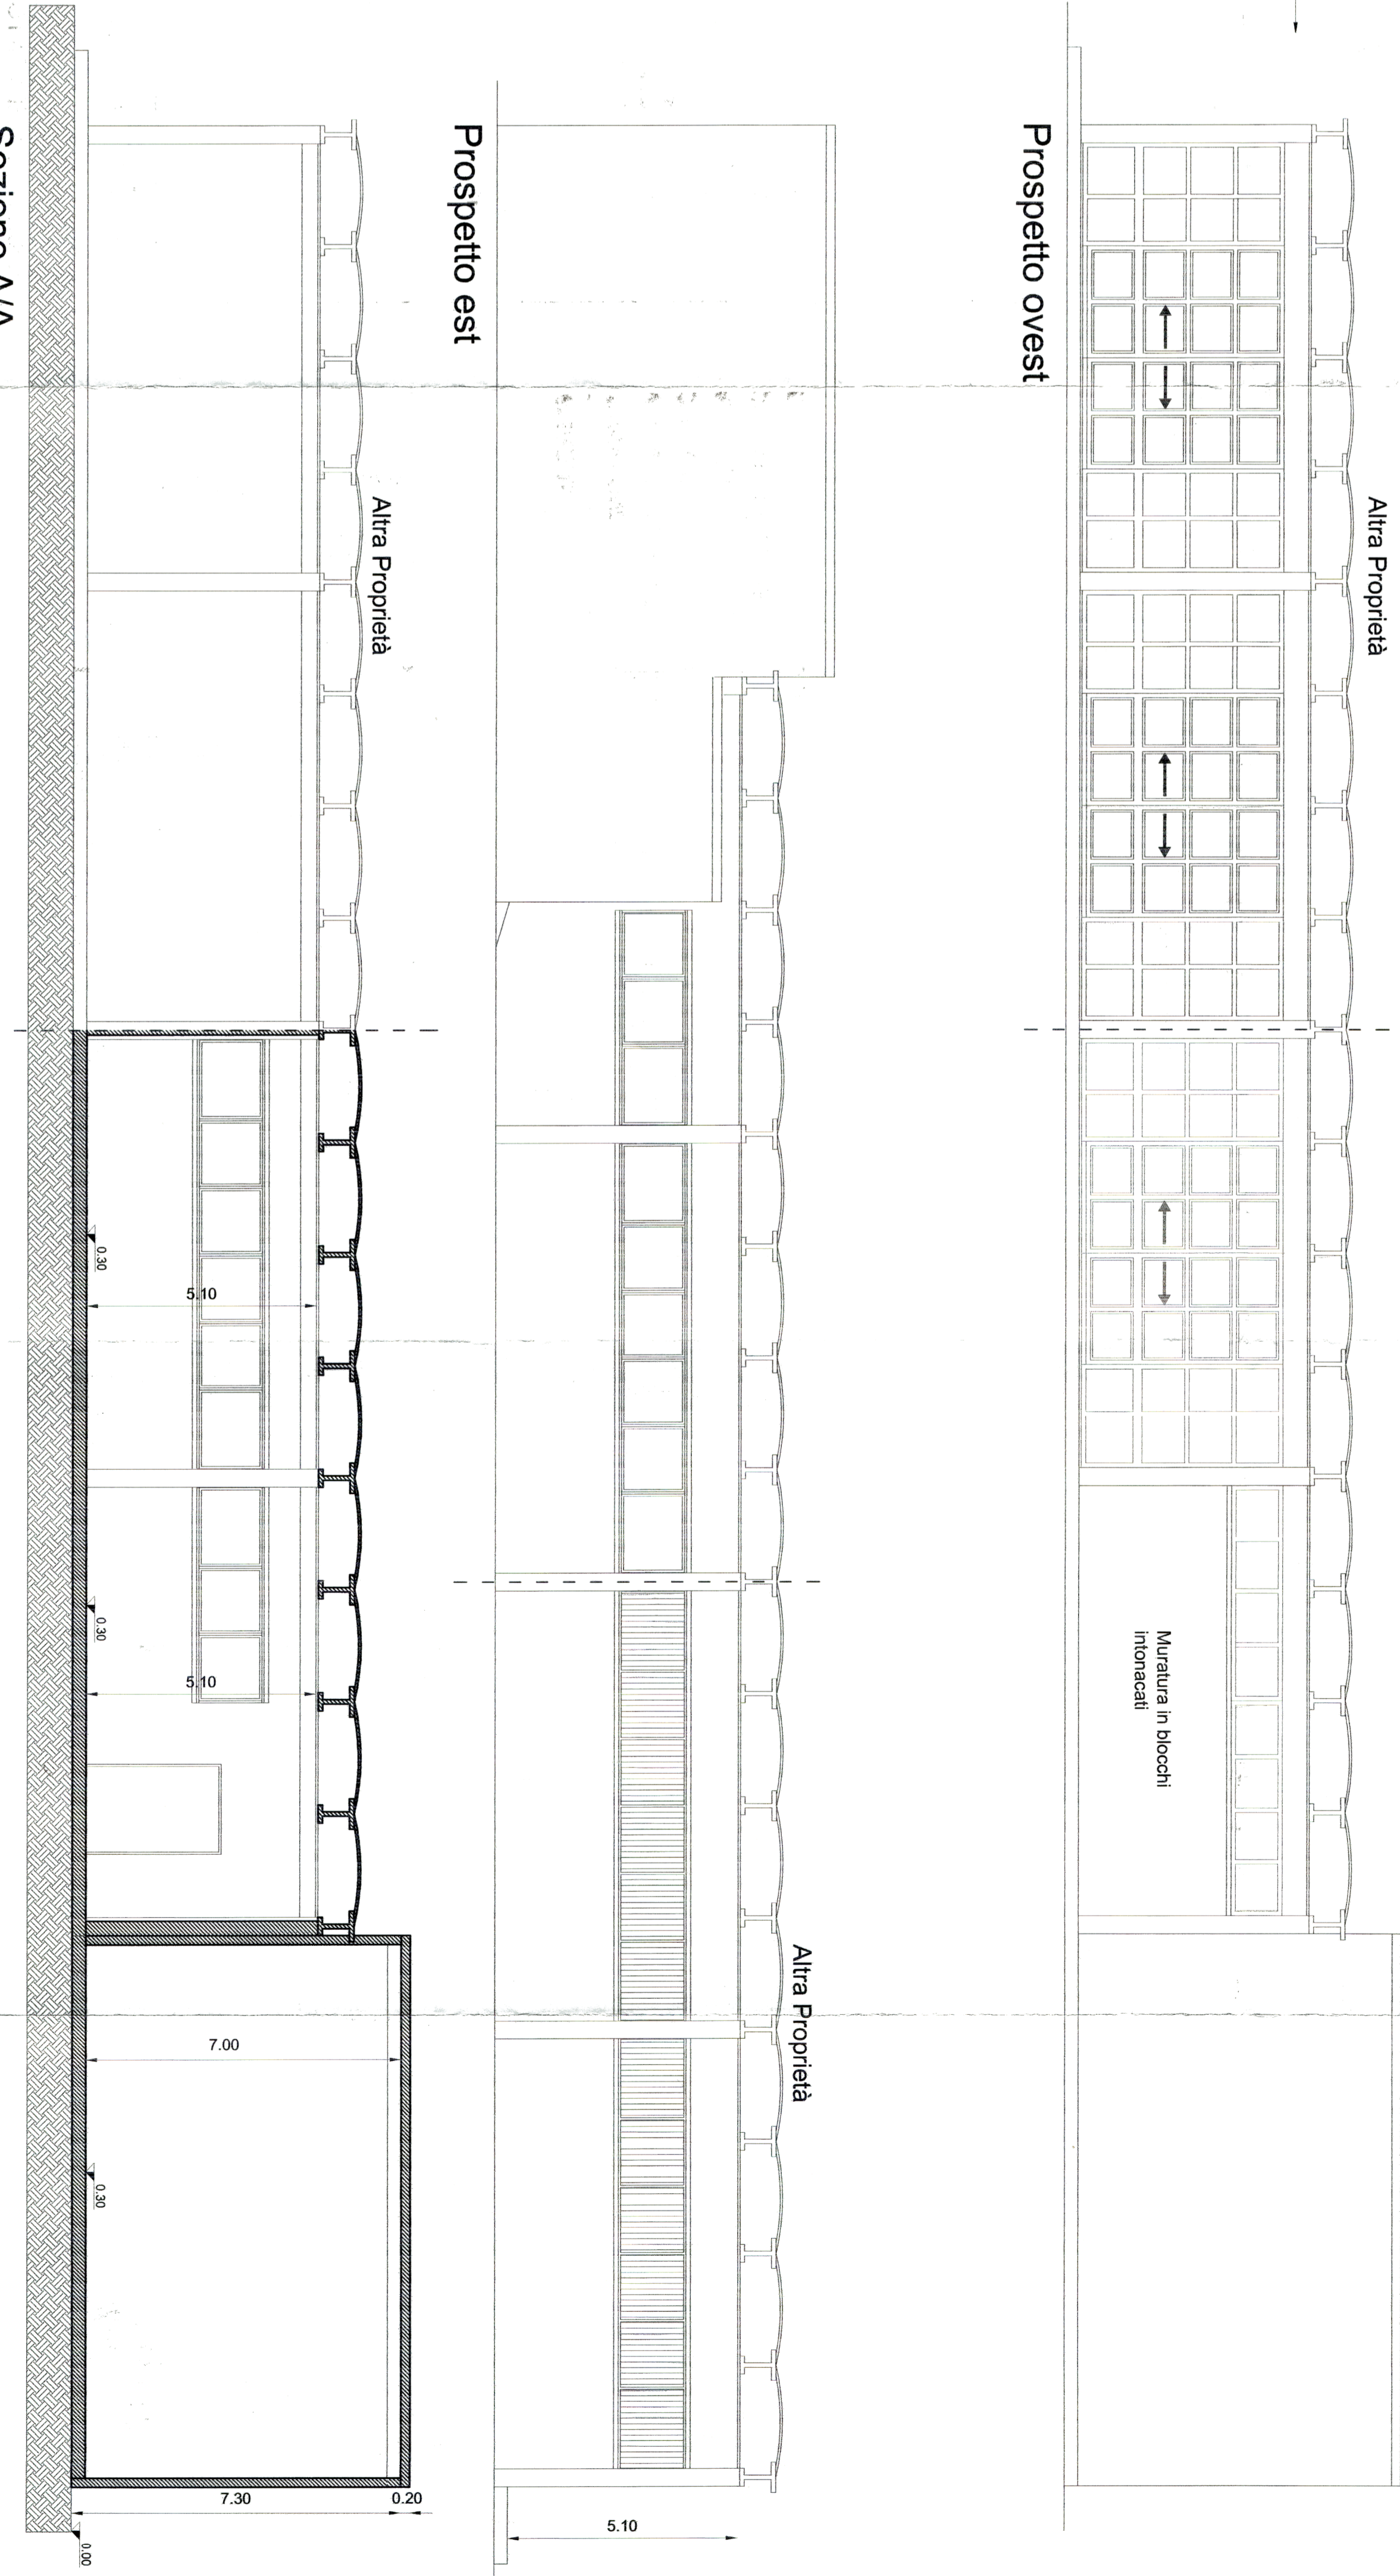 Altra Proprietà
Muratura in blocchi
intonacati
Prospetto ovest
Altra Proprietà
5.10
Prospetto est
Altra Proprietà
0.30
5.10
0.30
5.10
7.00
0.30
7.30
0.20
0.00
Sezione A/A